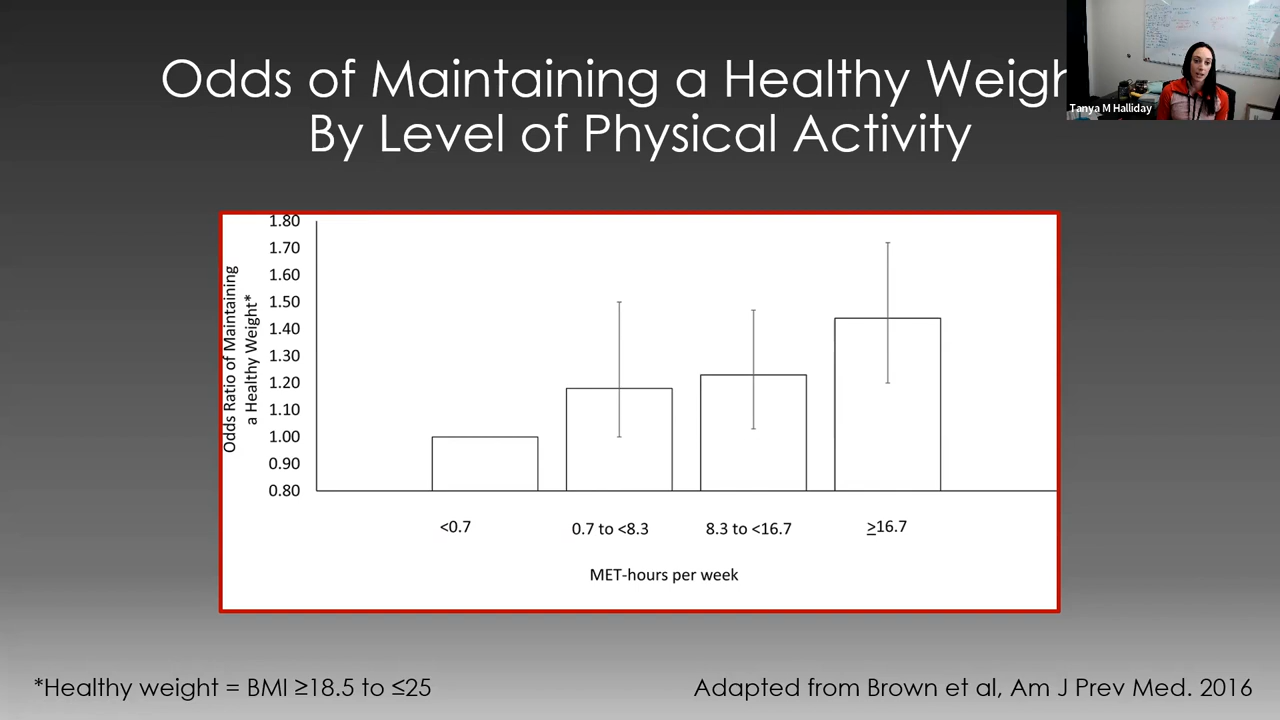 Odds of Maintaining a Healthy Weigh
By Level of Physical Activity
Tanya M Halliday
1.80
1.70
1.60
1.50
1.40
1.30
1.20
1.10
1.00
0.90
0.80
Odds Ratio of Maintaining
a Healthy Weight*
<0.7
0.7 to <8.3
8.3 to <16.7
≥16.7
MET-hours per week
*Healthy weight = BMI ≥18.5 to ≤25
Adapted from Brown et al, Am J Prev Med. 2016